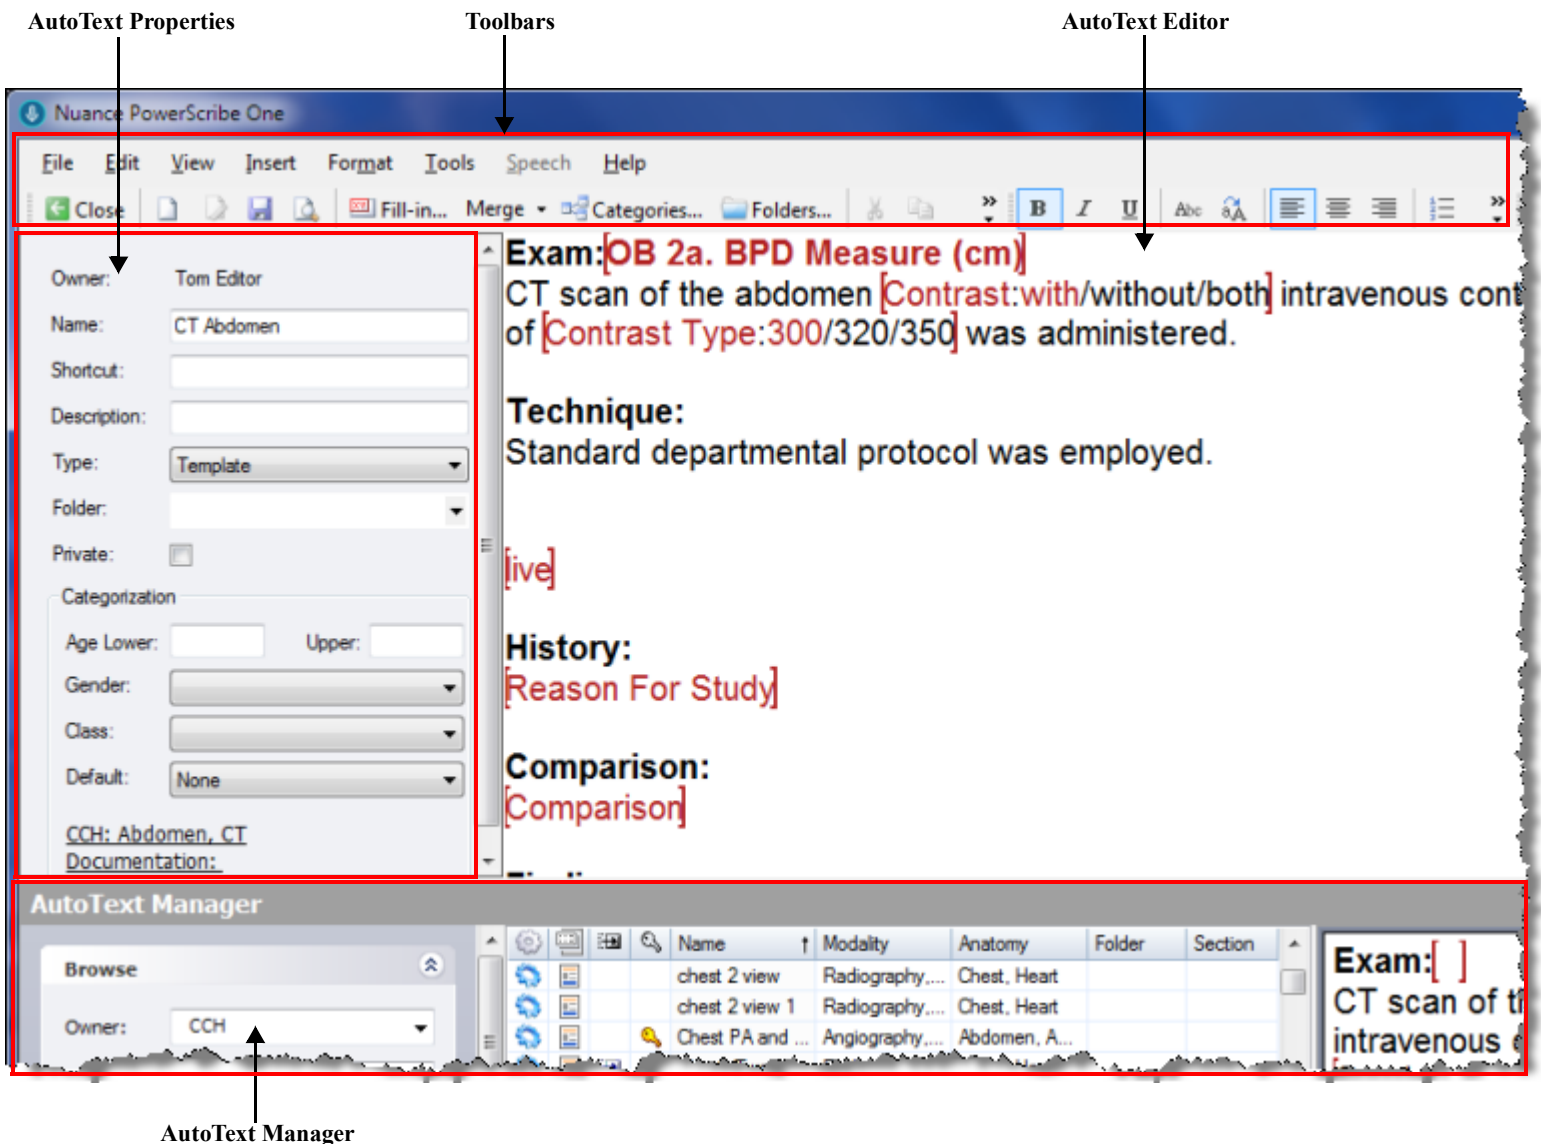 AutoText Properties
Toolbars
AutoText Editor
Nuance PowerScribe One
File Edit View Insert Format Tools Speech Help
Close Fill-in... Merge Categories... Folders... » B I U Abc »
Owner: Tom Editor
Name: CT Abdomen
Shortcut:
Description:
Type: Template
Folder:
Private:
Categorization
Age Lower: Upper:
Gender:
Class:
Default: None
CCH: Abdomen, CT
Documentation:
Exam:[OB 2a. BPD Measure (cm)]
CT scan of the abdomen [Contrast:with/without/both] intravenous cont
of [Contrast Type:300/320/350] was administered.
Technique:
Standard departmental protocol was employed.
[live]
History:
[Reason For Study]
Comparison:
[Comparison]
AutoText Manager
Browse
Owner: CCH
Name Modality Anatomy Folder Section
chest 2 view Radiography,... Chest, Heart
chest 2 view 1 Radiography,... Chest, Heart
Chest PA and ... Angiography,... Abdomen, A...
Exam:[ ]
CT scan of t
intravenous
AutoText Manager